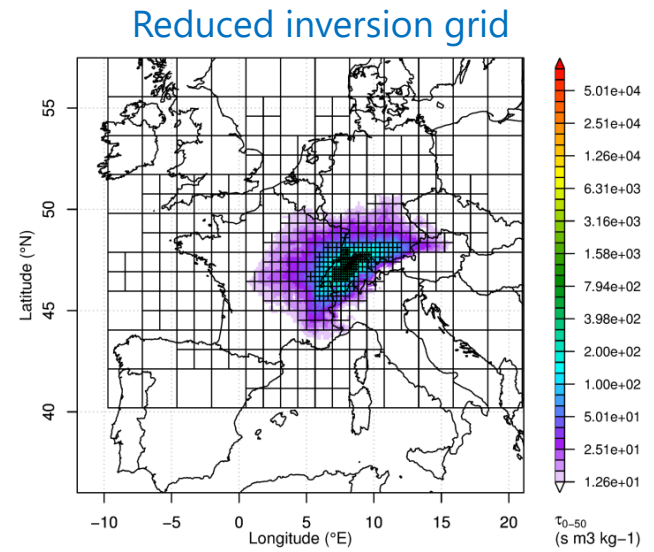 Reduced inversion grid
55
50
45
40
Latitude (°N)
−10 −5 0 5 10 15 20
Longitude (°E)
5.01e+04
2.51e+04
1.26e+04
6.31e+03
3.16e+03
1.58e+03
7.94e+02
3.98e+02
2.00e+02
1.00e+02
5.01e+01
2.51e+01
1.26e+01
τ0−50
(s m3 kg−1)